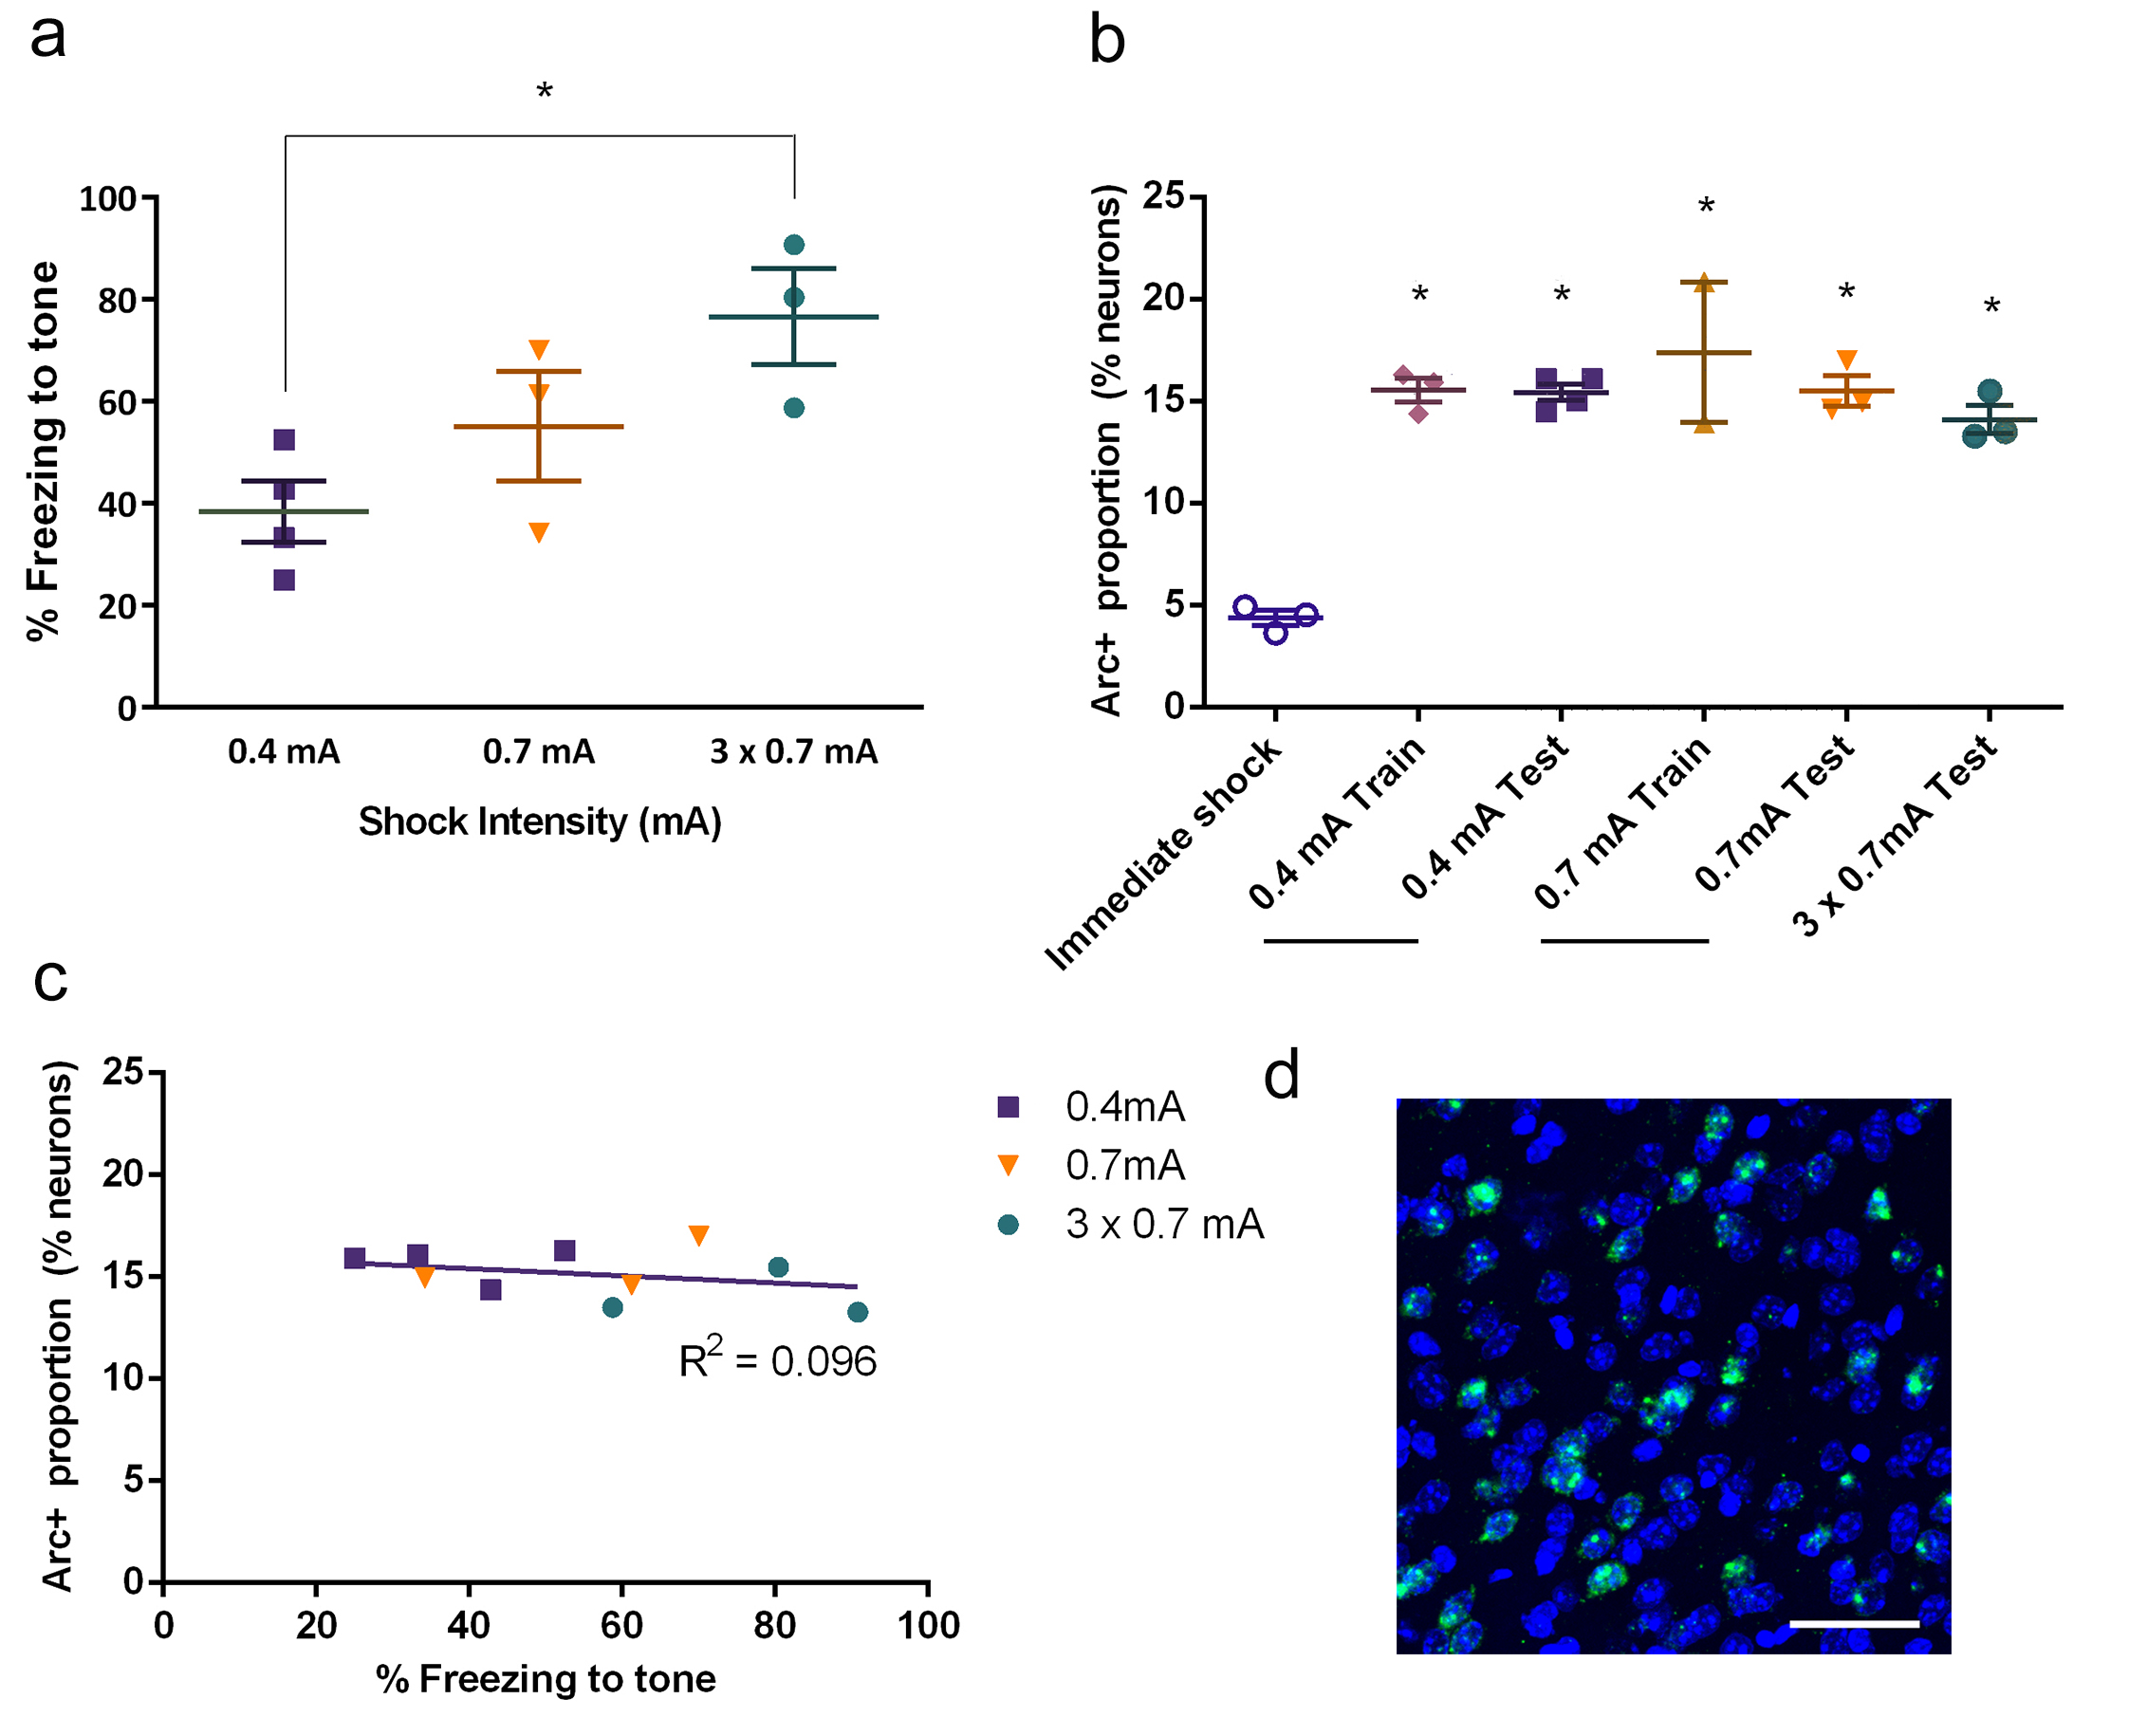 a
*
% Freezing to tone
100
80
60
40
20
0
0.4 mA
0.7 mA
3 x 0.7 mA
Shock Intensity (mA)
b
Arc+ proportion (% neurons)
25
20
15
10
5
0
*
*
*
*
*
Immediate shock
0.4 mA Train
0.4 mA Test
0.7 mA Train
0.7mA Test
3 x 0.7mA Test
c
Arc+ proportion (% neurons)
25
20
15
10
5
0
R² = 0.096
0
20
40
60
80
100
% Freezing to tone
0.4mA
0.7mA
3 x 0.7 mA
d